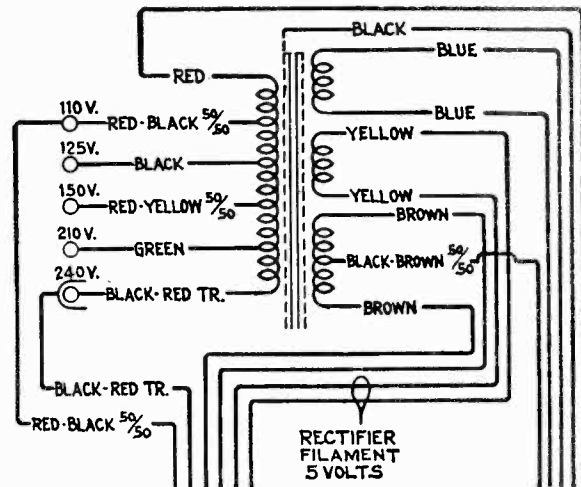 BLACK
BLUE
RED
110 V.
RED-BLACK 50/50
BLUE
YELLOW
125V.
BLACK
150V.
RED-YELLOW 50/50
YELLOW
BROWN
210 V.
GREEN
BLACK-BROWN 50/50
240V.
BLACK-RED TR.
BROWN
BLACK-RED TR.
RED-BLACK 50/50
RECTIFIER
FILAMENT
5 VOLTS